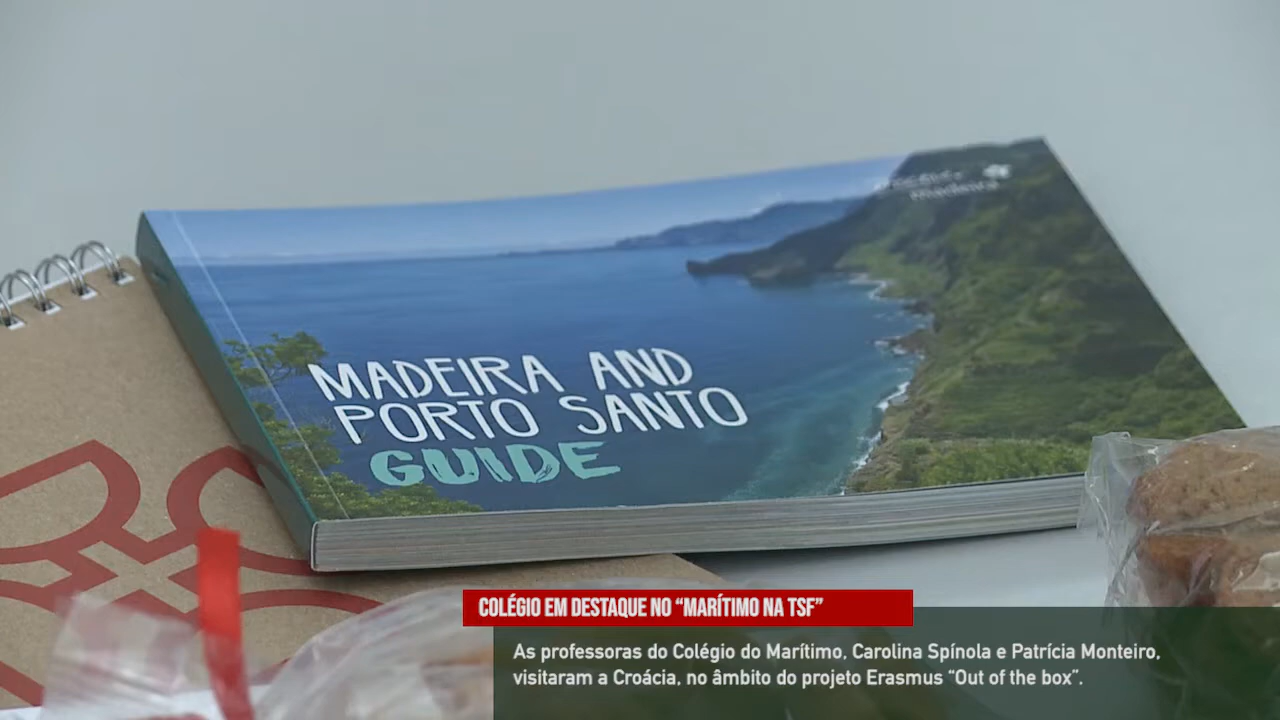 madeira
MADEIRA AND
PORTO SANTO
GUIDE
COLÉGIO EM DESTAQUE NO “MARÍTIMO NA TSF”
As professoras do Colégio do Marítimo, Carolina Spínola e Patrícia Monteiro,
visitaram a Croácia, no âmbito do projeto Erasmus “Out of the box”.